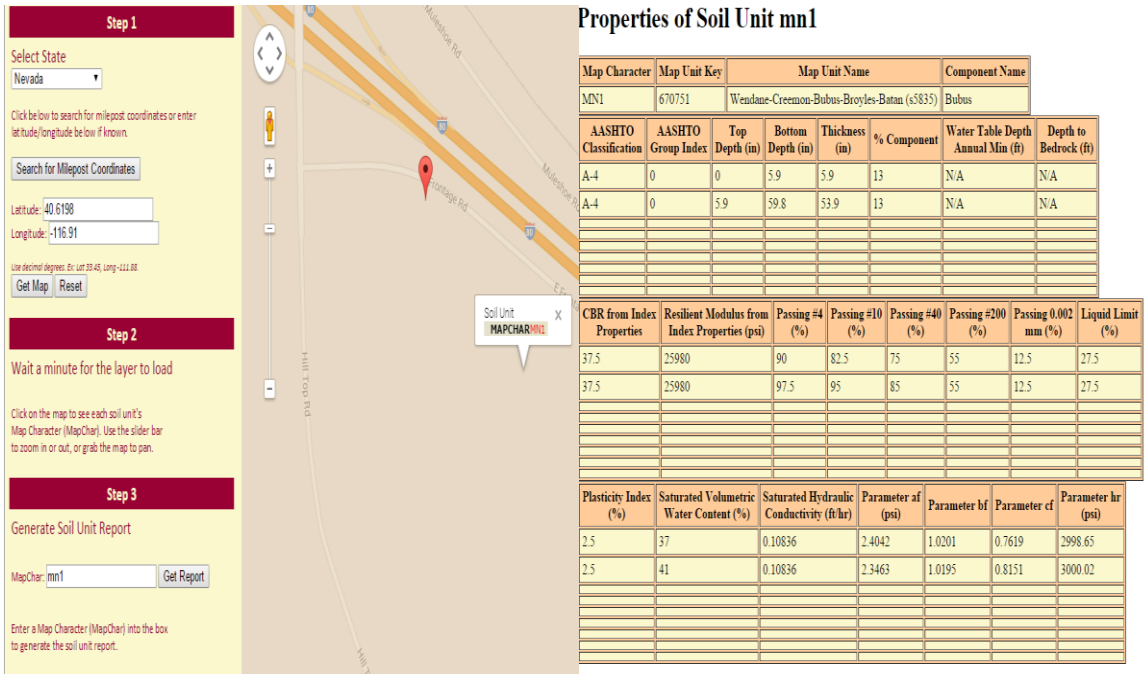 Step 1
Select State
Nevada
Click below to search for milepost coordinates or enter
latitude/longitude below if known.
Search for Milepost Coordinates
Latitude: 40.6198
Longitude: -116.91
Use decimal degrees. Ex: Lat 33.45, Long -111.88.
Get Map Reset
Step 2
Wait a minute for the layer to load
Click on the map to see each soil unit's
Map Character (MapChar). Use the slider bar
to zoom in or out, or grab the map to pan.
Step 3
Generate Soil Unit Report
MapChar: mn1 Get Report
Enter a Map Character (MapChar) into the box
to generate the soil unit report.
80
Muleshoe Rd
80
Muleshoe Rd
Frontage Rd
80
Soil Unit X
MAPCHARMN1
Hill Top Rd
Properties of Soil Unit mn1
Map Character Map Unit Key Map Unit Name Component Name
MN1 670751 Wendane-Creemon-Bubus-Broyles-Batan (s5835) Bubus
AASHTO Classification AASHTO Group Index Top Depth (in) Bottom Depth (in) Thickness (in) % Component Water Table Depth Annual Min (ft) Depth to Bedrock (ft)
A-4 0 0 5.9 5.9 13 N/A N/A
A-4 0 5.9 59.8 53.9 13 N/A N/A
CBR from Index Properties Resilient Modulus from Index Properties (psi) Passing #4 (%) Passing #10 (%) Passing #40 (%) Passing #200 (%) Passing 0.002 mm (%) Liquid Limit (%)
37.5 25980 90 82.5 75 55 12.5 27.5
37.5 25980 97.5 95 85 55 12.5 27.5
Plasticity Index (%) Saturated Volumetric Water Content (%) Saturated Hydraulic Conductivity (ft/hr) Parameter af (psi) Parameter bf Parameter cf Parameter hr (psi)
2.5 37 0.10836 2.4042 1.0201 0.7619 2998.65
2.5 41 0.10836 2.3463 1.0195 0.8151 3000.02